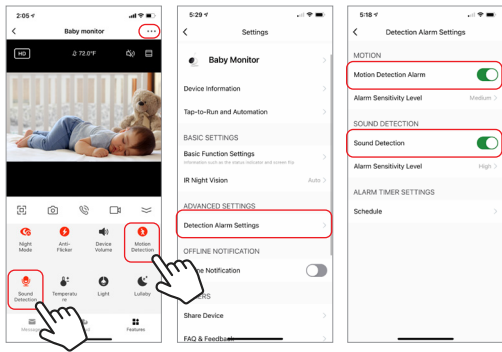 2:05
Baby monitor
HD
72.0°F
Night Mode
Anti-Flicker
Device Volume
Motion Detection
Sound Detection
Temperatu
re
Light
Lullaby
Features
5:29
Settings
Baby Monitor
Device Information
Tap-to-Run and Automation
BASIC SETTINGS
Basic Function Settings
IR Night Vision Auto
ADVANCED SETTINGS
Detection Alarm Settings
OFFLINE NOTIFICATION
Notification
Share Device
FAQ & Feedback
5:18
Detection Alarm Settings
MOTION
Motion Detection Alarm
Alarm Sensitivity Level Medium
SOUND DETECTION
Sound Detection
Alarm Sensitivity Level High
ALARM TIMER SETTINGS
Schedule